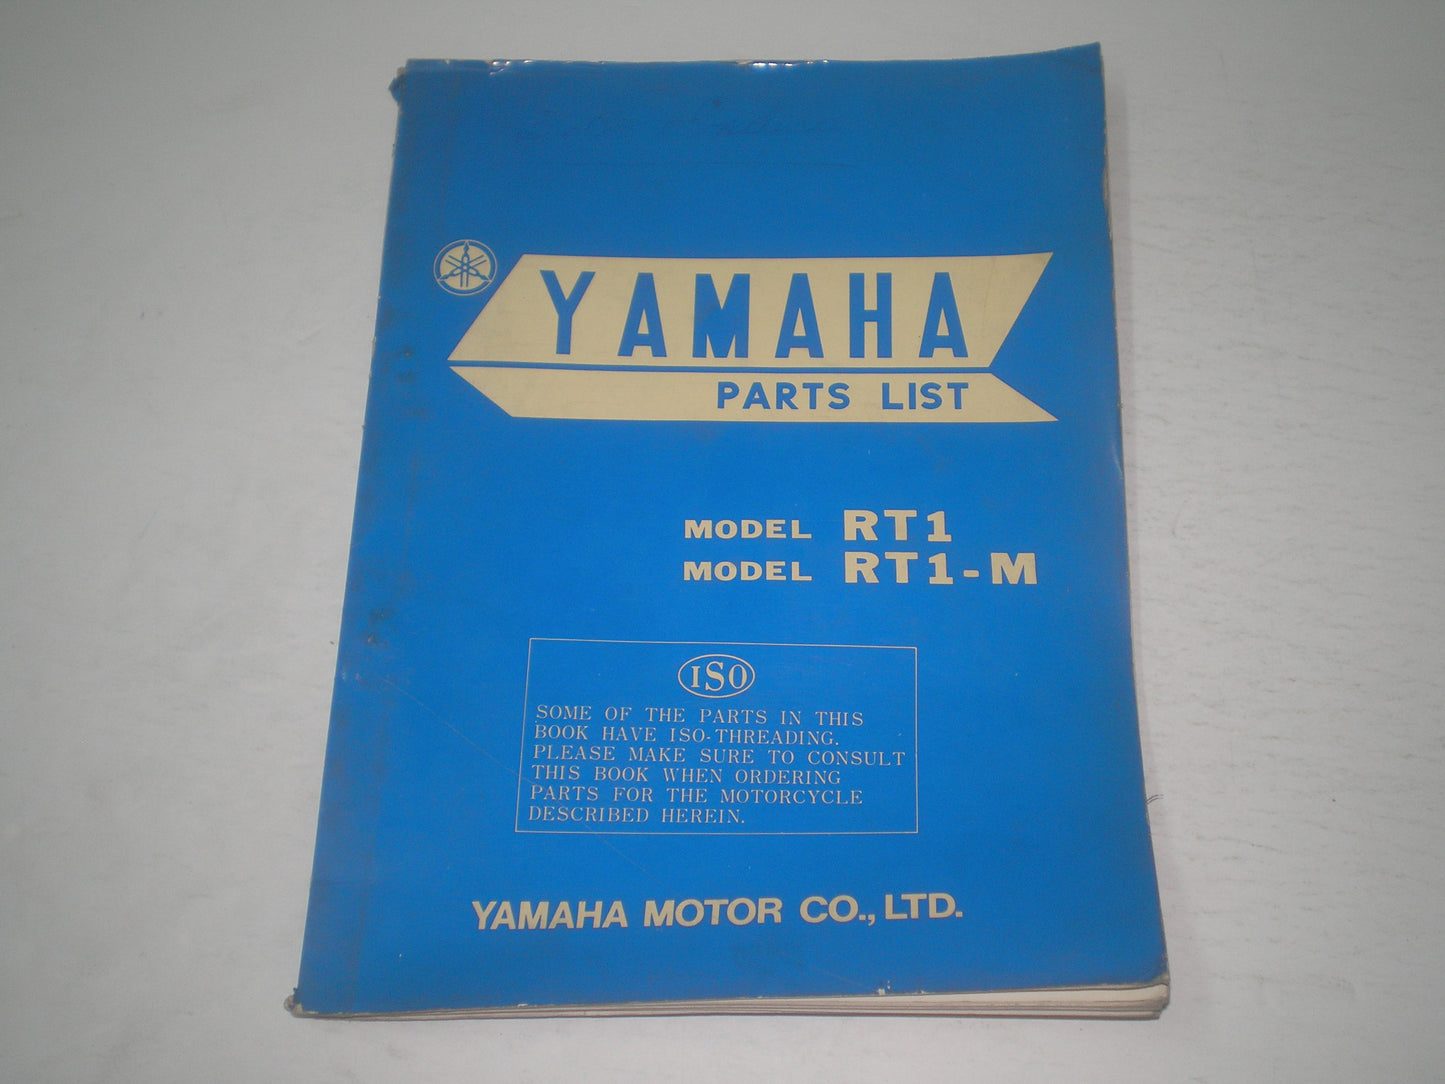 YAMAHA
PARTS LIST
MODEL RT1
MODEL RT1-M
ISO
SOME OF THE PARTS IN THIS
BOOK HAVE ISO-THREADING.
PLEASE MAKE SURE TO CONSULT
THIS BOOK WHEN ORDERING
PARTS FOR THE MOTORCYCLE
DESCRIBED HEREIN.
YAMAHA MOTOR CO., LTD.